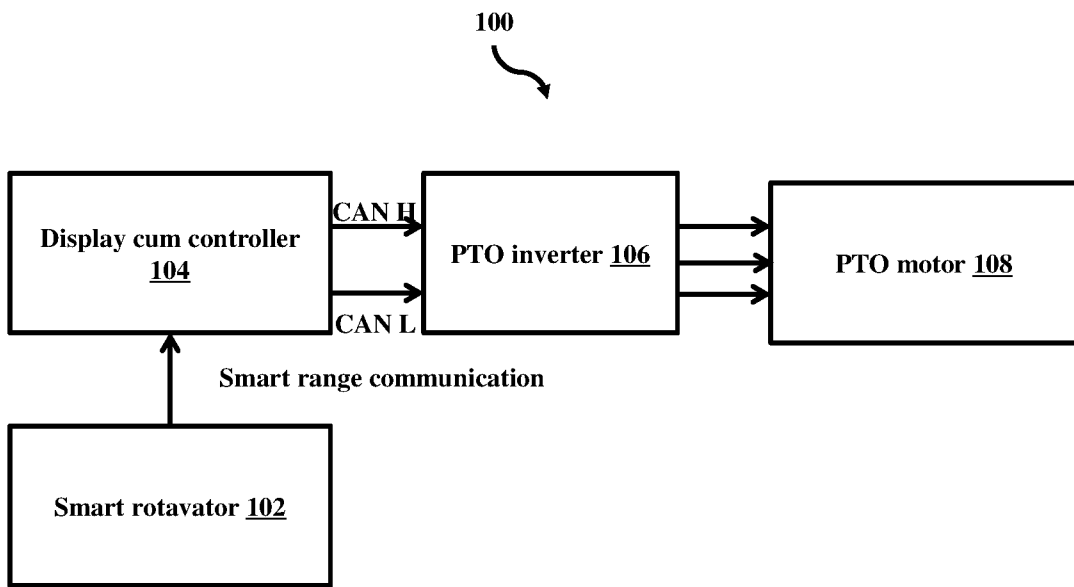 100
CAN H
Display cum controller
104
PTO inverter 106
PTO motor 108
CAN L
Smart range communication
Smart rotavator 102